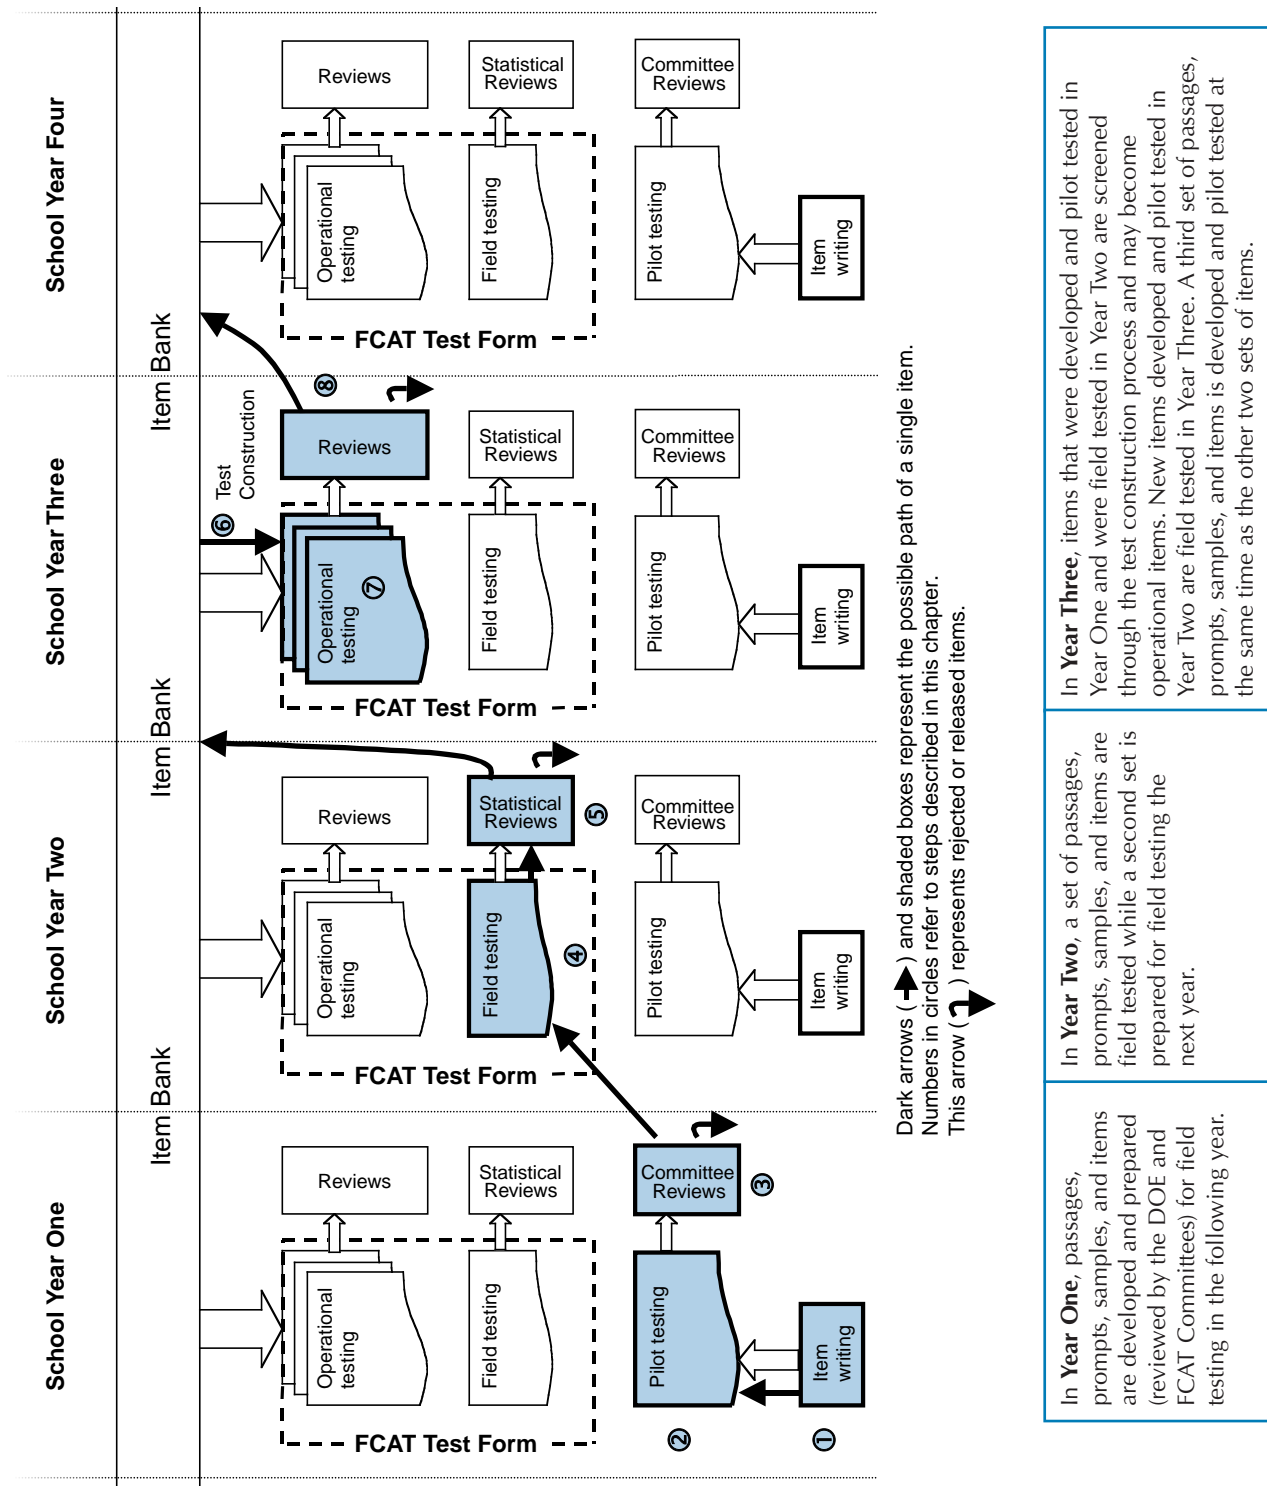 School Year One
School Year Two
School Year Three
School Year Four
Item Bank
Item Bank
Item Bank
Reviews
Operational
testing
Statistical
Reviews
Field testing
FCAT Test Form
Committee
Reviews
3
Pilot testing
2
Item
writing
1
Reviews
Operational
testing
Statistical
Reviews
5
Field testing
4
FCAT Test Form
Committee
Reviews
Pilot testing
Item
writing
6
Test
Construction
8
Reviews
Operational
testing
7
Statistical
Reviews
Field testing
FCAT Test Form
Committee
Reviews
Pilot testing
Item
writing
Reviews
Operational
testing
Statistical
Reviews
Field testing
FCAT Test Form
Committee
Reviews
Pilot testing
Item
writing
Dark arrows ( ) and shaded boxes represent the possible path of a single item.
Numbers in circles refer to steps described in this chapter.
This arrow ( ) represents rejected or released items.
In Year One, passages,
prompts, samples, and items
are developed and prepared
(reviewed by the DOE and
FCAT Committees) for field
testing in the following year.
In Year Two, a set of passages,
prompts, samples, and items are
field tested while a second set is
prepared for field testing the
next year.
In Year Three, items that were developed and pilot tested in
Year One and were field tested in Year Two are screened
through the test construction process and may become
operational items. New items developed and pilot tested in
Year Two are field tested in Year Three. A third set of passages,
prompts, samples, and items is developed and pilot tested at
the same time as the other two sets of items.